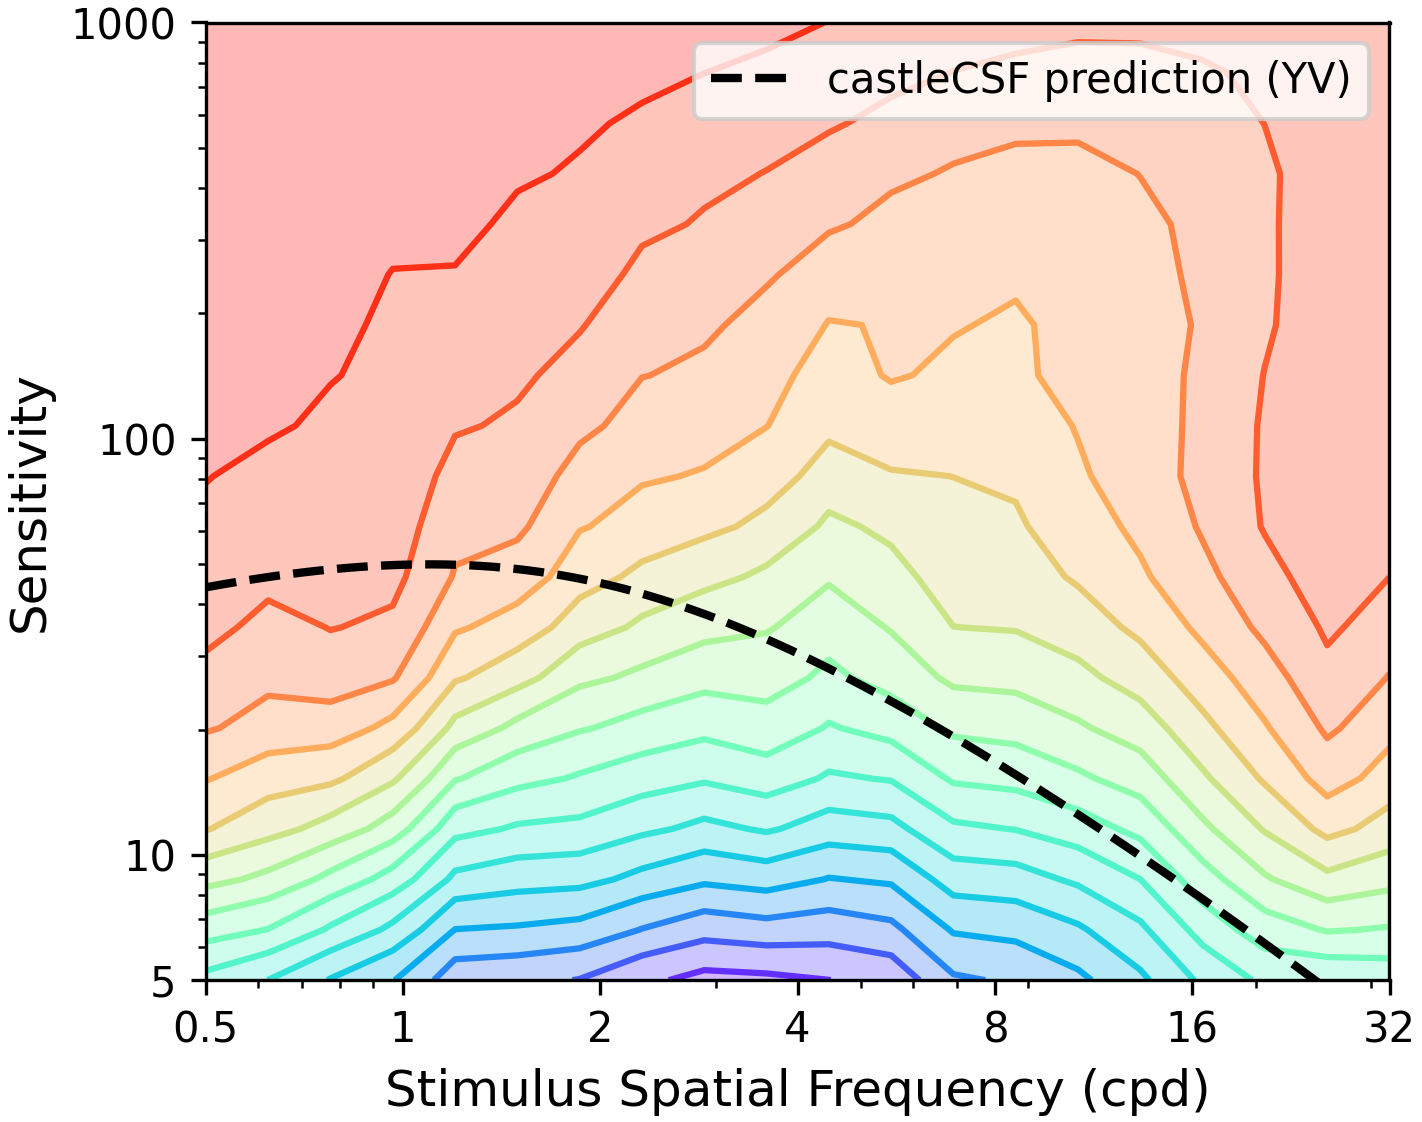 1000
castleCSF prediction (YV)
100
Sensitivity
10
5
0.5 1 2 4 8 16 32
Stimulus Spatial Frequency (cpd)